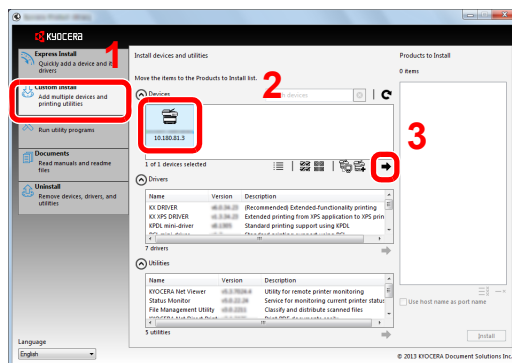 KYOCERA
1
Express Install
Quickly add a device and its drivers
Custom Install
Add multiple devices and printing utilities
Run utility programs
Documents
Read manuals and readme files
Uninstall
Remove devices, drivers, and utilities
Language
English
Install devices and utilities
Move the items to the Products to Install list.
2
Devices
devices
10.180.81.3
1 of 1 devices selected
3
Drivers
Name Version Description
KX DRIVER (Recommended) Extended-functionality printing
KX XPS DRIVER Extended printing from XPS application to XPS prin
KPDL mini-driver Standard printing support using KPDL
7 drivers
Utilities
Name Version Description
KYOCERA Net Viewer Utility for remote printer monitoring
Status Monitor Service for monitoring current printer status
File Management Utility Classify and distribute scanned files
5 utilities
Products to Install
0 items
Use host name as port name
Install
© 2013 KYOCERA Document Solutions Inc.